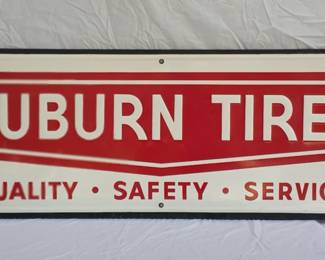 UBURN TIRE
UALITY • SAFETY • SERVIC